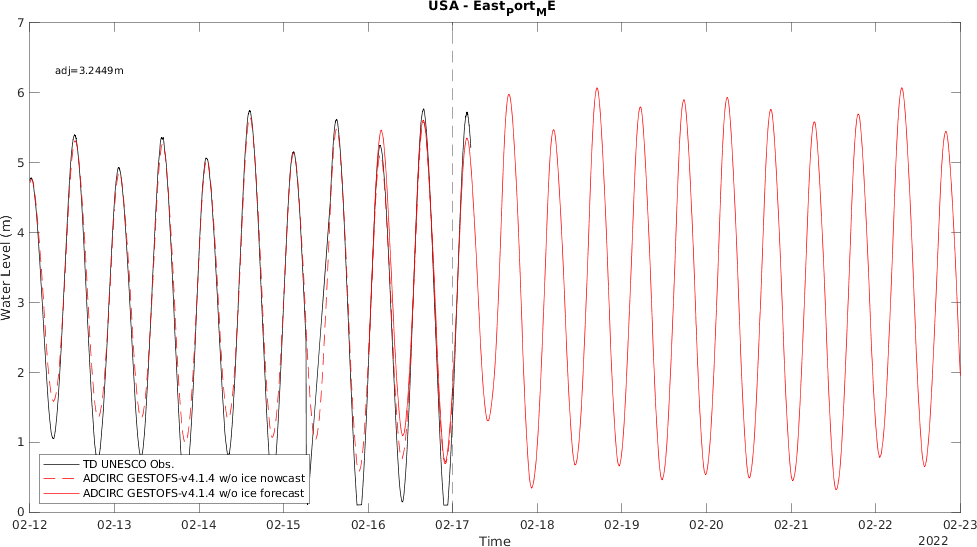 USA - EastPortME
7
adj=3.2449m
6
5
4
3
2
1
0
Water Level (m)
TD UNESCO Obs.
ADCIRC GESTOFS-v4.1.4 w/o ice nowcast
ADCIRC GESTOFS-v4.1.4 w/o ice forecast
02-12 02-13 02-14 02-15 02-16 02-17 02-18 02-19 02-20 02-21 02-22 02-23
Time
2022